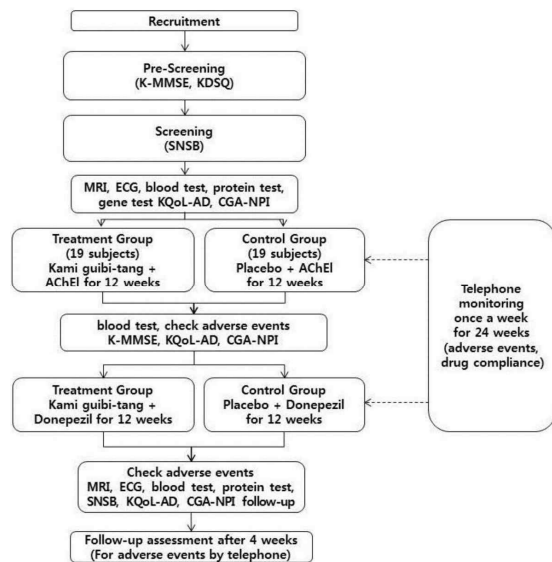 Recruitment
Pre-Screening
(K-MMSE, KDSQ)
Screening
(SNSB)
MRI, ECG, blood test, protein test,
gene test KQoL-AD, CGA-NPI
Treatment Group
(19 subjects)
Kami guibi-tang +
AChEI for 12 weeks
Control Group
(19 subjects)
Placebo + AChEI
for 12 weeks
Telephone
monitoring
once a week
for 24 weeks
(adverse events,
drug compliance)
blood test, check adverse events
K-MMSE, KQoL-AD, CGA-NPI
Treatment Group
Kami guibi-tang +
Donepezil for 12 weeks
Control Group
Placebo + Donepezil
for 12 weeks
Check adverse events
MRI, ECG, blood test, protein test,
SNSB, KQoL-AD, CGA-NPI follow-up
Follow-up assessment after 4 weeks
(For adverse events by telephone)